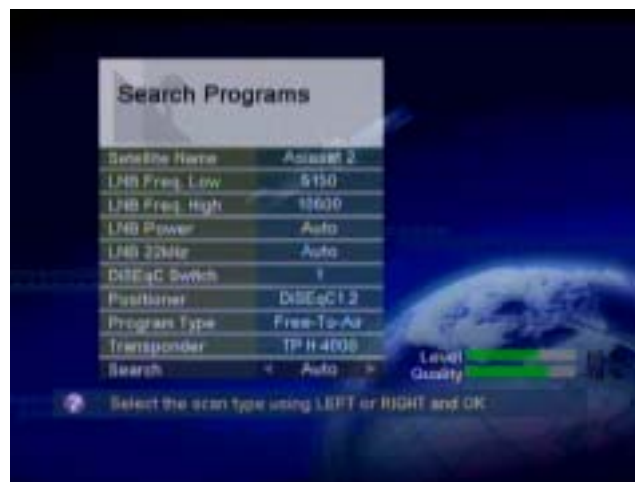 Search Programs
Satellite Name Asiasat 2
LNB Freq. Low 5150
LNB Freq. High 10600
LNB Power Auto
LNB 22kHz Auto
DiSEqC Switch 1
Positioner DiSEqC1.2
Program Type Free-To-Air
Transponder TP H 4000
Search < Auto >
Level
Quality
? Select the scan type using LEFT or RIGHT and OK